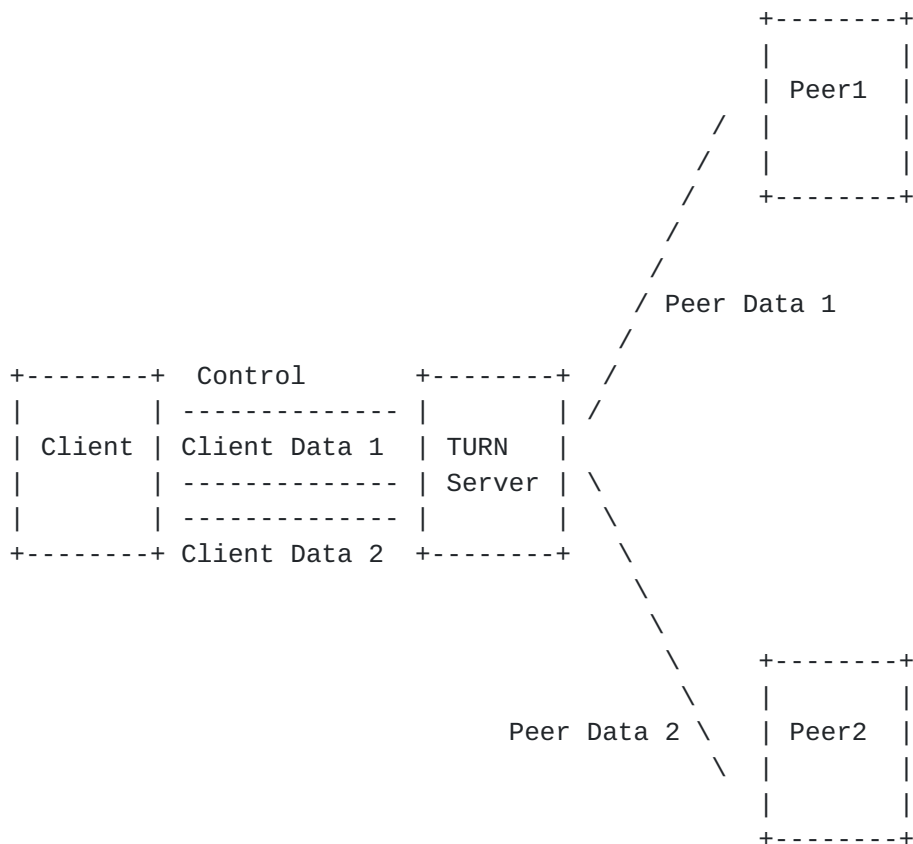 Peer1
Peer Data 1
Control
Client
Client Data 1
TURN
Server
Client Data 2
Peer Data 2
Peer2